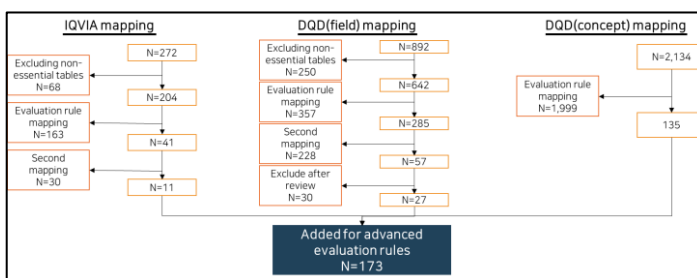 IQVIA mapping
N=272
Excluding non-
essential tables
N=68
N=204
Evaluation rule
mapping
N=163
N=41
Second
mapping
N=30
N=11
DQD(field) mapping
N=892
Excluding non-
essential tables
N=250
N=642
Evaluation rule
mapping
N=357
N=285
Second
mapping
N=228
N=57
Exclude after
review
N=30
N=27
DQD(concept) mapping
N=2,134
Evaluation rule
mapping
N=1,999
135
Added for advanced
evaluation rules
N=173